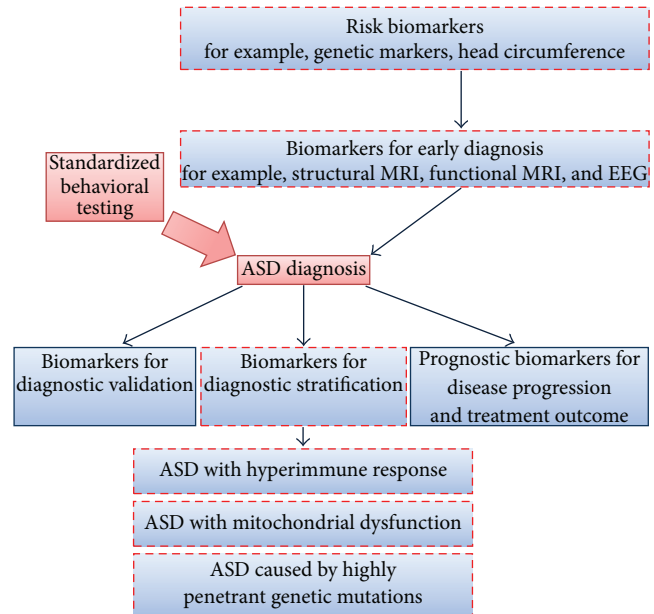 Risk biomarkers
for example, genetic markers, head circumference
Biomarkers for early diagnosis
for example, structural MRI, functional MRI, and EEG
Standardized
behavioral
testing
ASD diagnosis
Biomarkers for
diagnostic validation
Biomarkers for
diagnostic stratification
Prognostic biomarkers for
disease progression
and treatment outcome
ASD with hyperimmune response
ASD with mitochondrial dysfunction
ASD caused by highly
penetrant genetic mutations